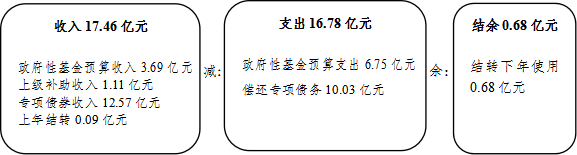 收入 17.46 亿元
政府性基金预算收入 3.69 亿元
上级补助收入 1.11 亿元
专项债券收入 12.57 亿元
上年结转 0.09 亿元
减:
支出 16.78 亿元
政府性基金预算支出 6.75 亿元
偿还专项债务 10.03 亿元
余:
结余 0.68 亿元
结转下年使用
0.68 亿元